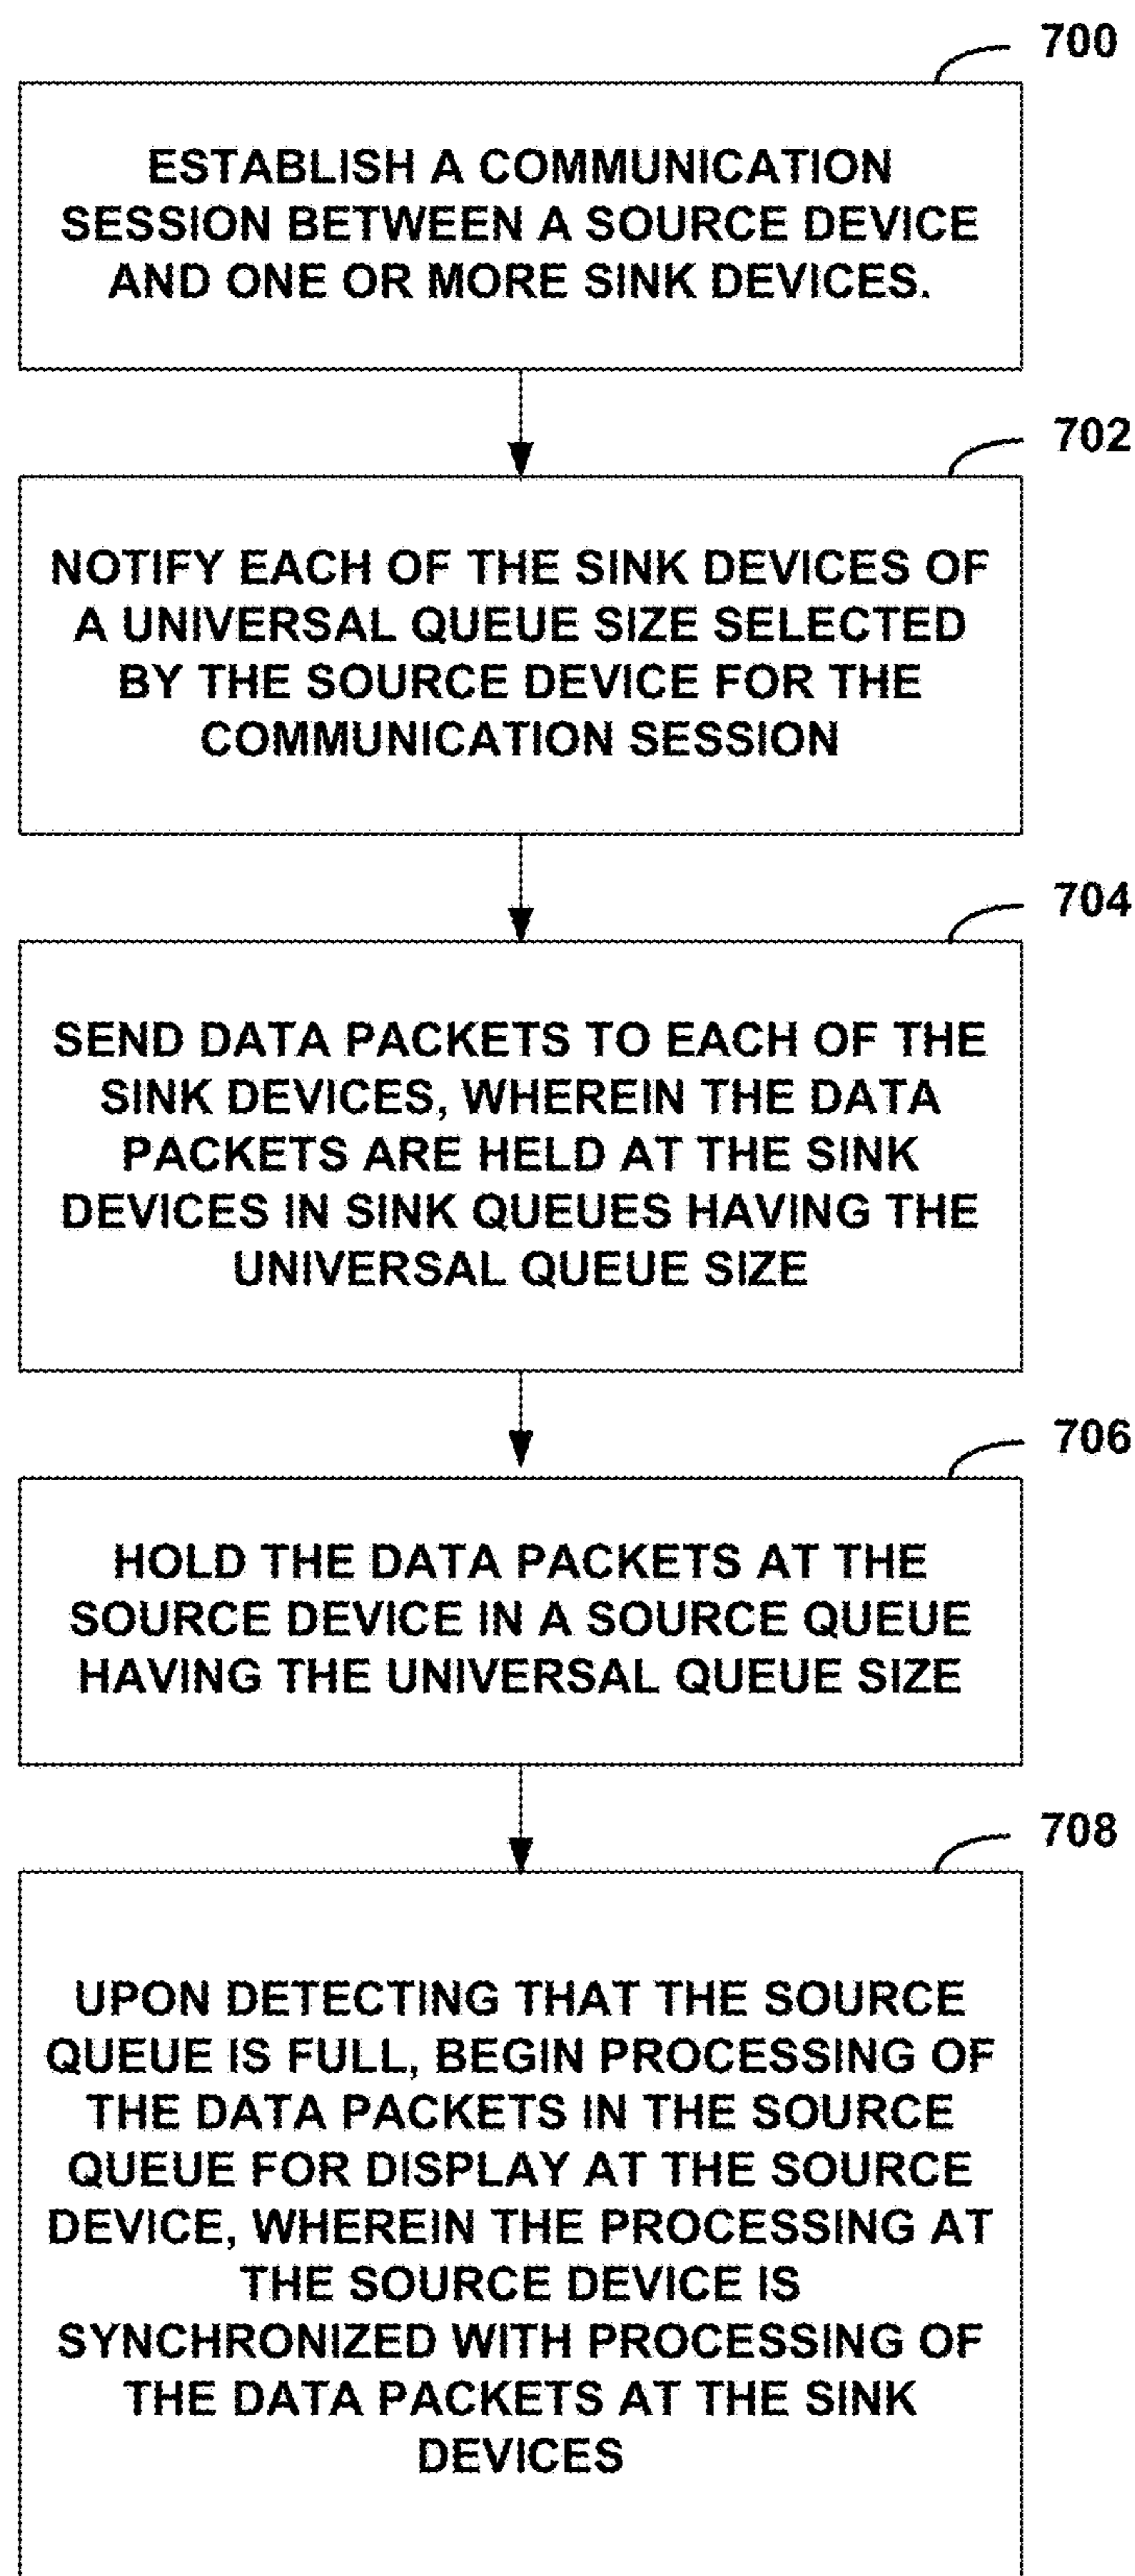 700
ESTABLISH A COMMUNICATION
SESSION BETWEEN A SOURCE DEVICE
AND ONE OR MORE SINK DEVICES.
702
NOTIFY EACH OF THE SINK DEVICES OF
A UNIVERSAL QUEUE SIZE SELECTED
BY THE SOURCE DEVICE FOR THE
COMMUNICATION SESSION
704
SEND DATA PACKETS TO EACH OF THE
SINK DEVICES, WHEREIN THE DATA
PACKETS ARE HELD AT THE SINK
DEVICES IN SINK QUEUES HAVING THE
UNIVERSAL QUEUE SIZE
706
HOLD THE DATA PACKETS AT THE
SOURCE DEVICE IN A SOURCE QUEUE
HAVING THE UNIVERSAL QUEUE SIZE
708
UPON DETECTING THAT THE SOURCE
QUEUE IS FULL, BEGIN PROCESSING OF
THE DATA PACKETS IN THE SOURCE
QUEUE FOR DISPLAY AT THE SOURCE
DEVICE, WHEREIN THE PROCESSING AT
THE SOURCE DEVICE IS
SYNCHRONIZED WITH PROCESSING OF
THE DATA PACKETS AT THE SINK
DEVICES